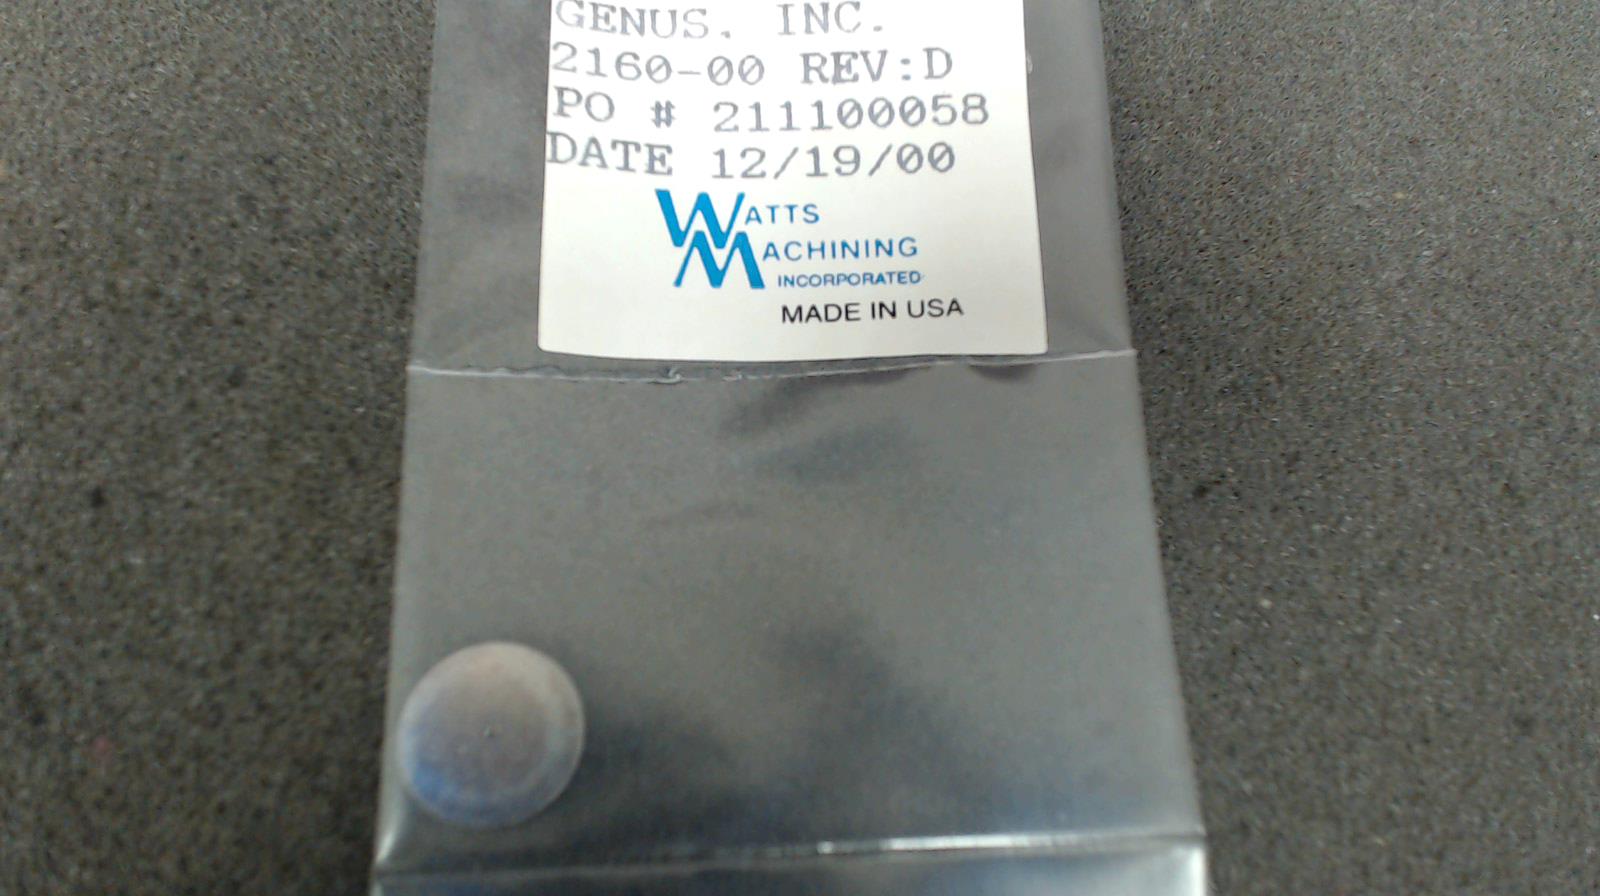 GENUS, INC.
2160-00 REV:D
PO # 211100058
DATE 12/19/00
WATTS
MACHINING
INCORPORATED
MADE IN USA